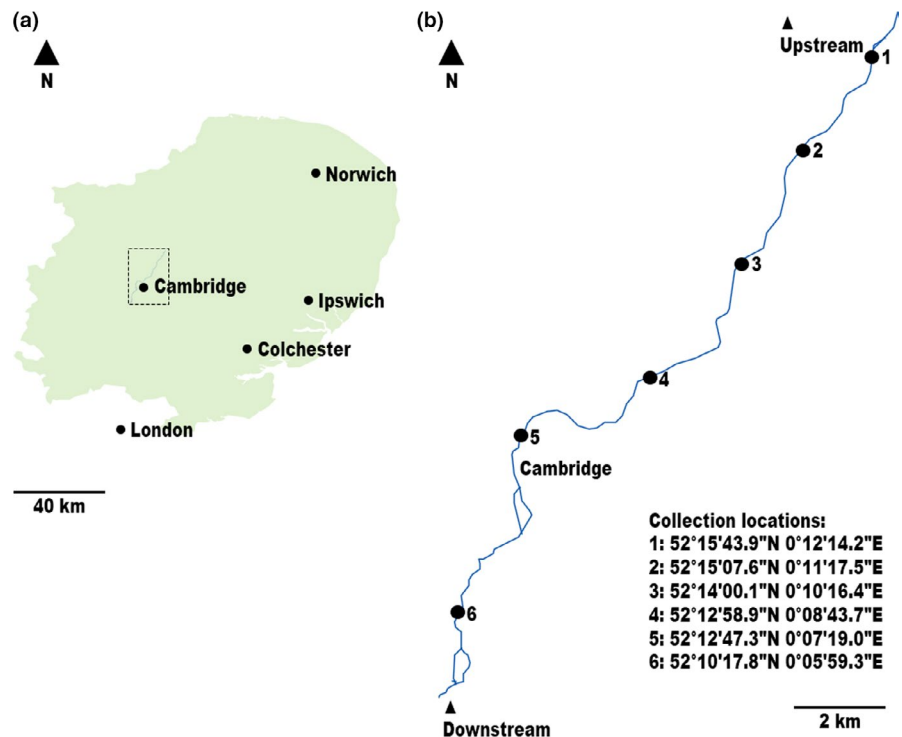 (a)
N
Norwich
Cambridge
Ipswich
Colchester
London
40 km
(b)
N
Upstream
1
2
3
4
5
Cambridge
6
Downstream
Collection locations:
1: 52°15'43.9"N 0°12'14.2"E
2: 52°15'07.6"N 0°11'17.5"E
3: 52°14'00.1"N 0°10'16.4"E
4: 52°12'58.9"N 0°08'43.7"E
5: 52°12'47.3"N 0°07'19.0"E
6: 52°10'17.8"N 0°05'59.3"E
2 km